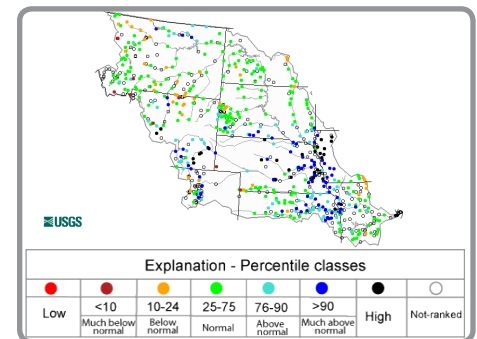 USGS
Explanation - Percentile classes
<10 10-24 25-75 76-90 >90
Low High Not-ranked
Much below normal Below normal Normal Above normal Much above normal